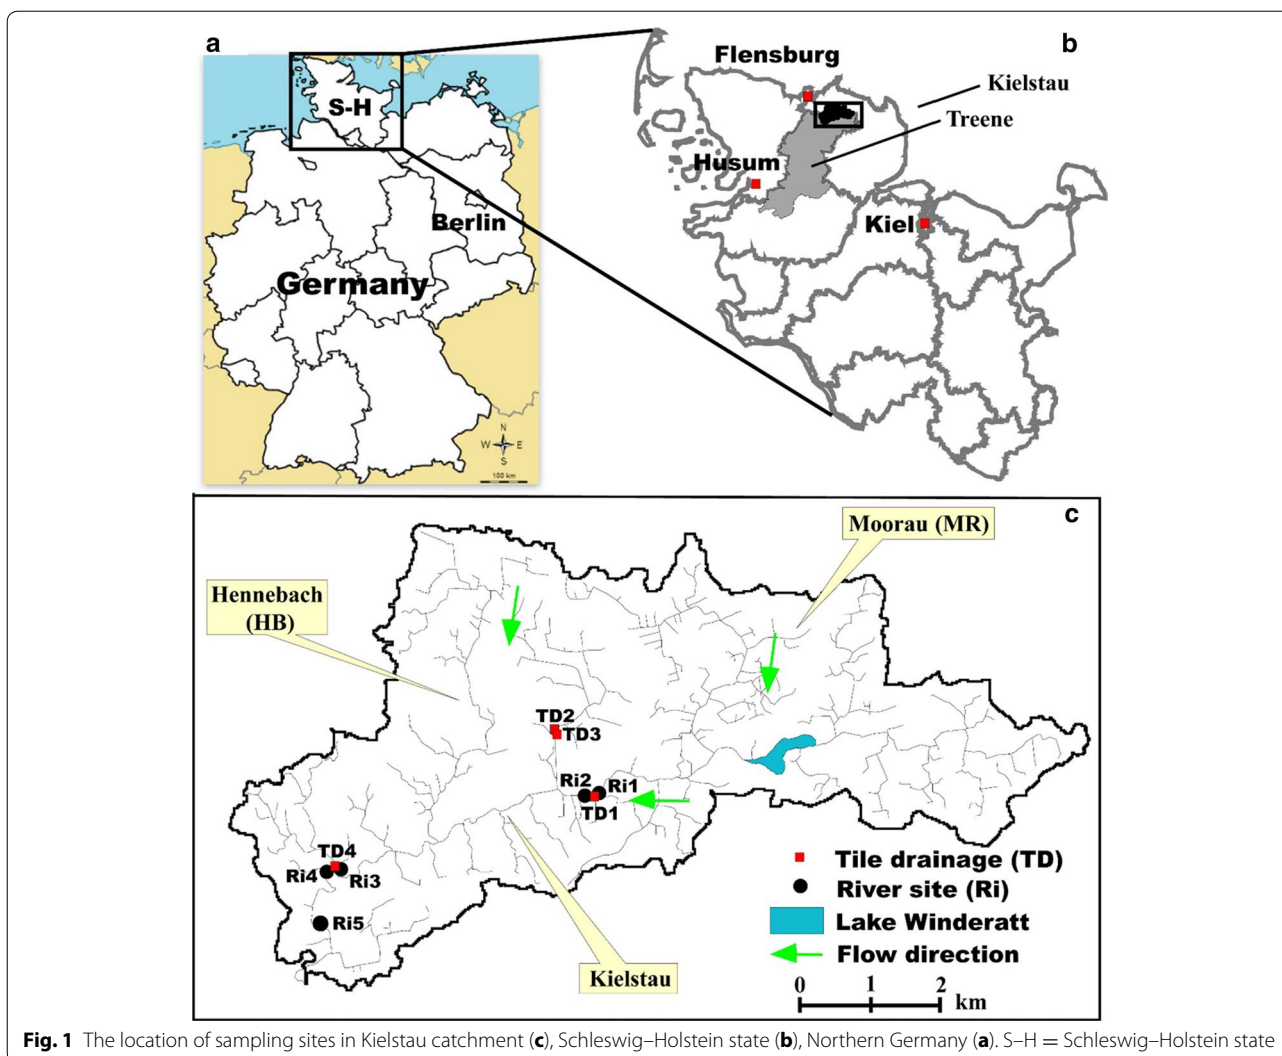 a
S-H
Berlin
Germany
N
W E
S
100 km
b
Flensburg
Kielstau
Treene
Husum
Kiel
c
Moorau (MR)
Hennebach
(HB)
TD2
TD3
Ri2
Ri1
TD1
TD4
Ri4
Ri3
Ri5
Kielstau
Tile drainage (TD)
River site (Ri)
Lake Winderatt
Flow direction
0 1 2
km
Fig. 1 The location of sampling sites in Kielstau catchment (c), Schleswig–Holstein state (b), Northern Germany (a). S–H = Schleswig–Holstein state